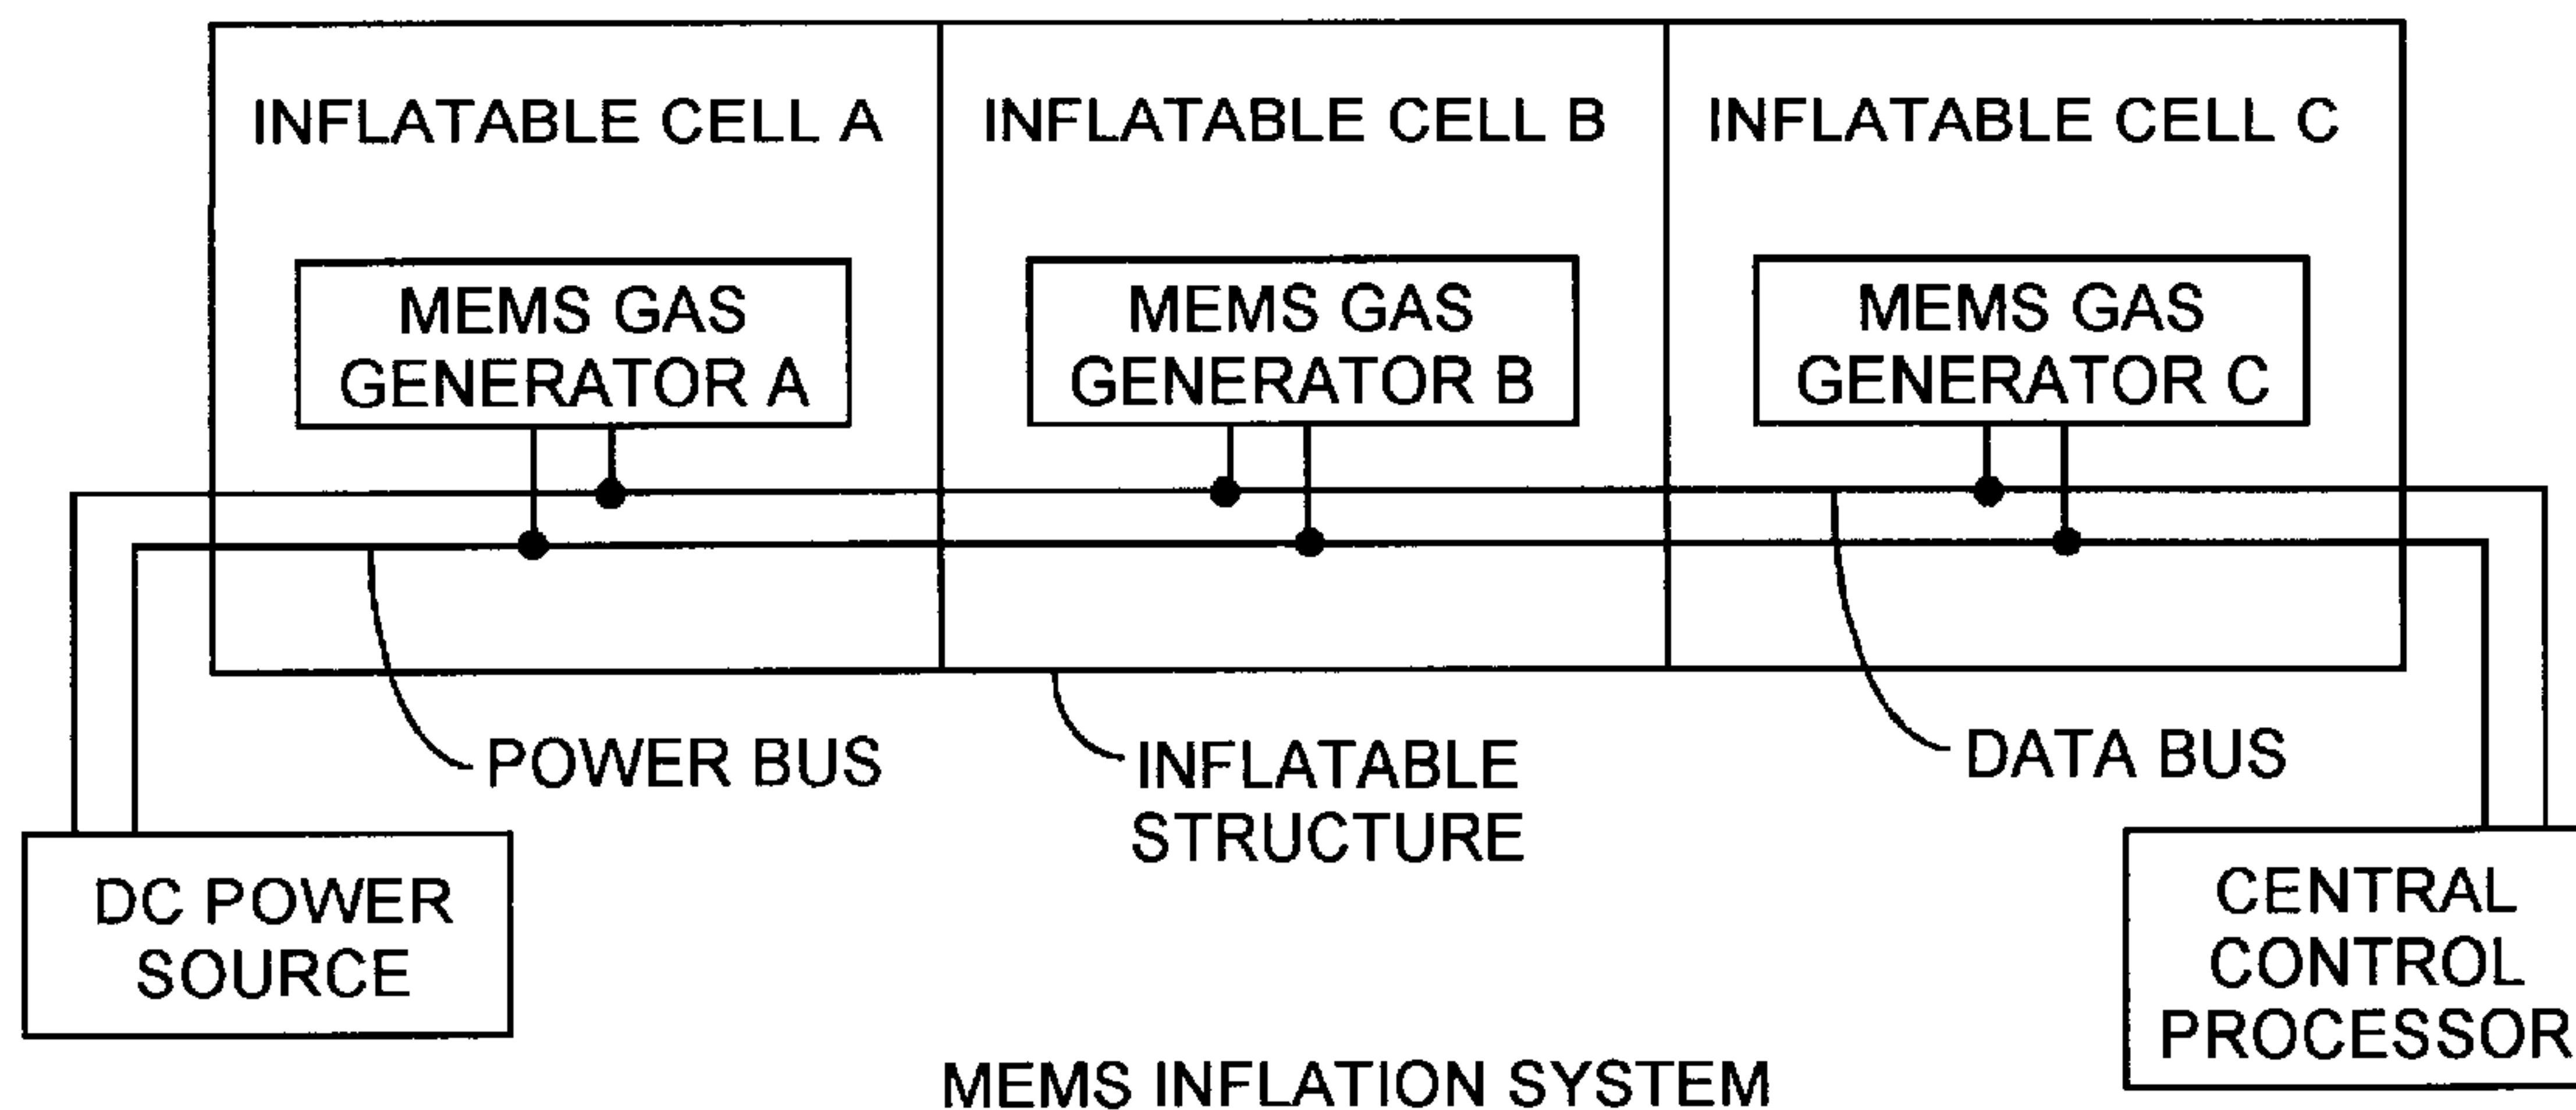 INFLATABLE CELL A
INFLATABLE CELL B
INFLATABLE CELL C
MEMS GAS
GENERATOR A
MEMS GAS
GENERATOR B
MEMS GAS
GENERATOR C
POWER BUS
INFLATABLE
STRUCTURE
DATA BUS
DC POWER
SOURCE
CENTRAL
CONTROL
PROCESSOR
MEMS INFLATION SYSTEM